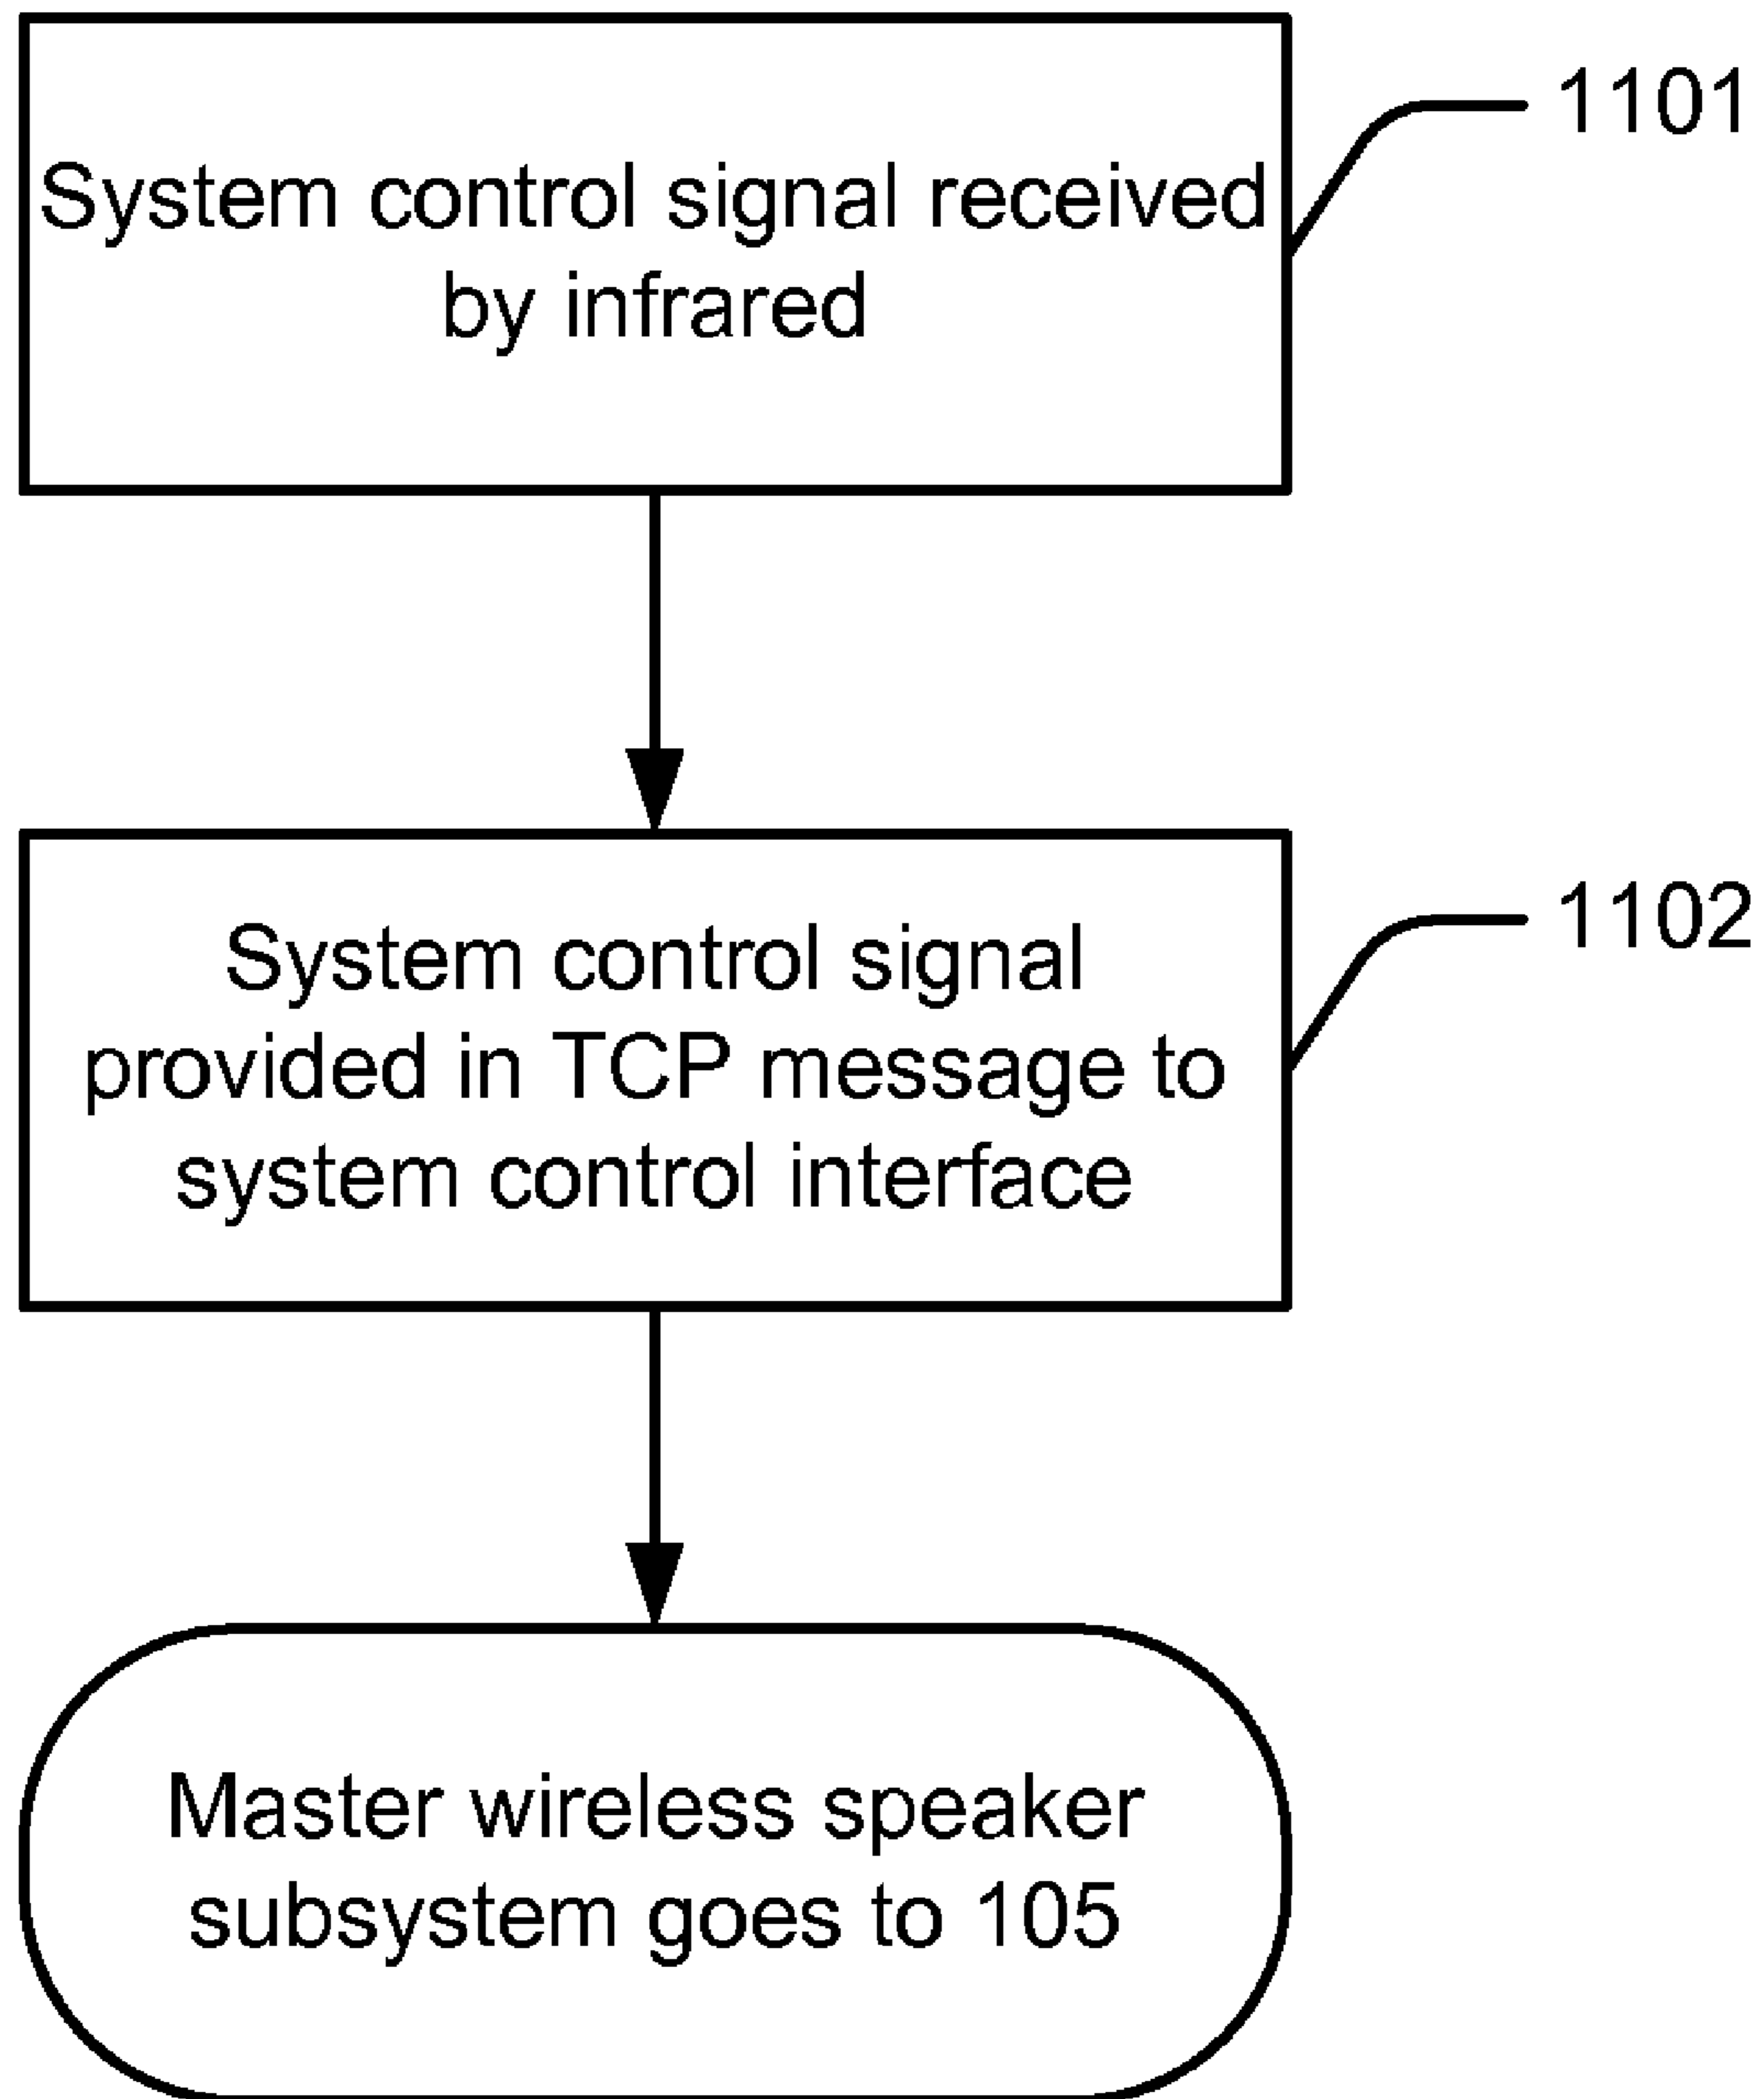 1101
System control signal received
by infrared
1102
System control signal
provided in TCP message to
system control interface
Master wireless speaker
subsystem goes to 105